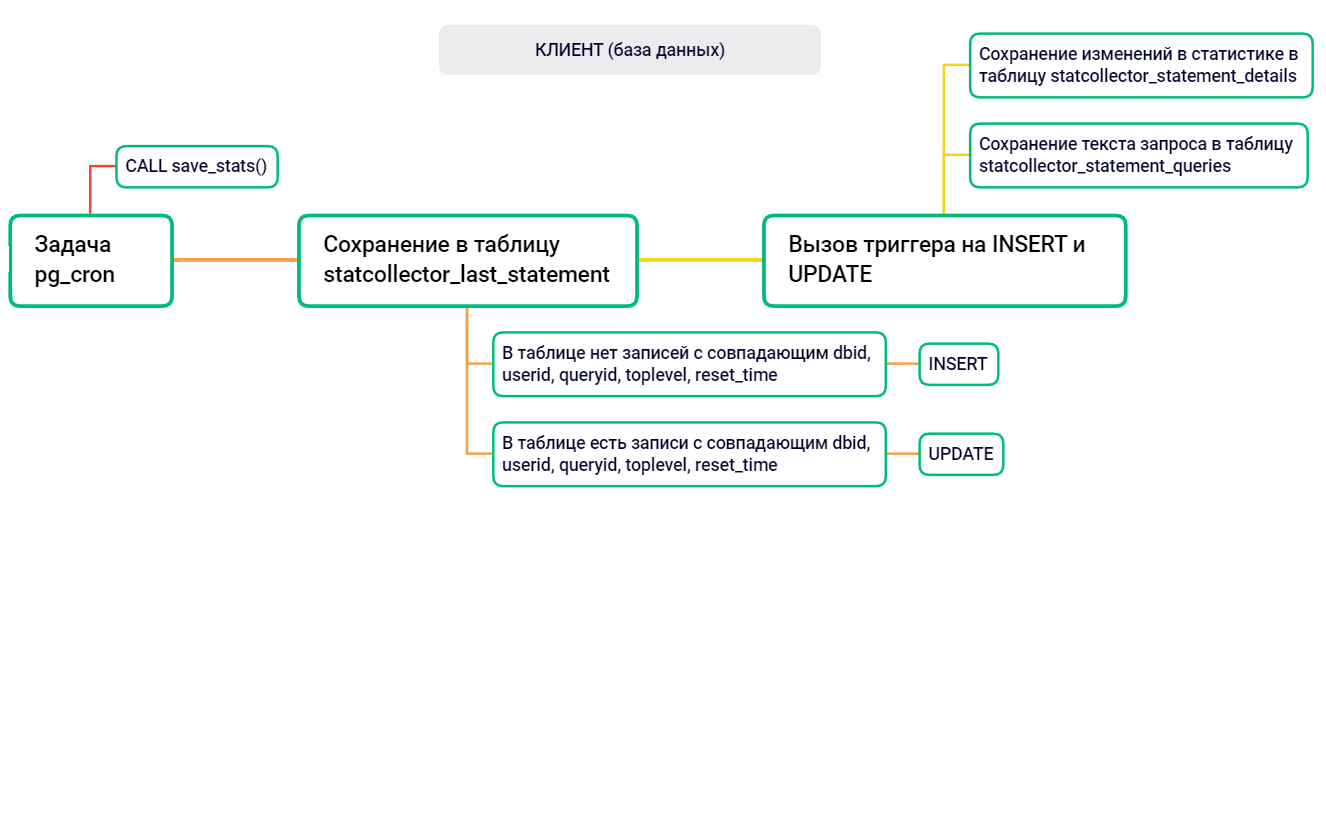 КЛИЕНТ (база данных)
Сохранение изменений в статистике в
таблицу statcollector_statement_details
Сохранение текста запроса в таблицу
statcollector_statement_queries
CALL save_stats()
Задача
pg_cron
Сохранение в таблицу
statcollector_last_statement
Вызов триггера на INSERT и
UPDATE
В таблице нет записей с совпадающим dbid,
userid, queryid, toplevel, reset_time
INSERT
В таблице есть записи с совпадающим dbid,
userid, queryid, toplevel, reset_time
UPDATE